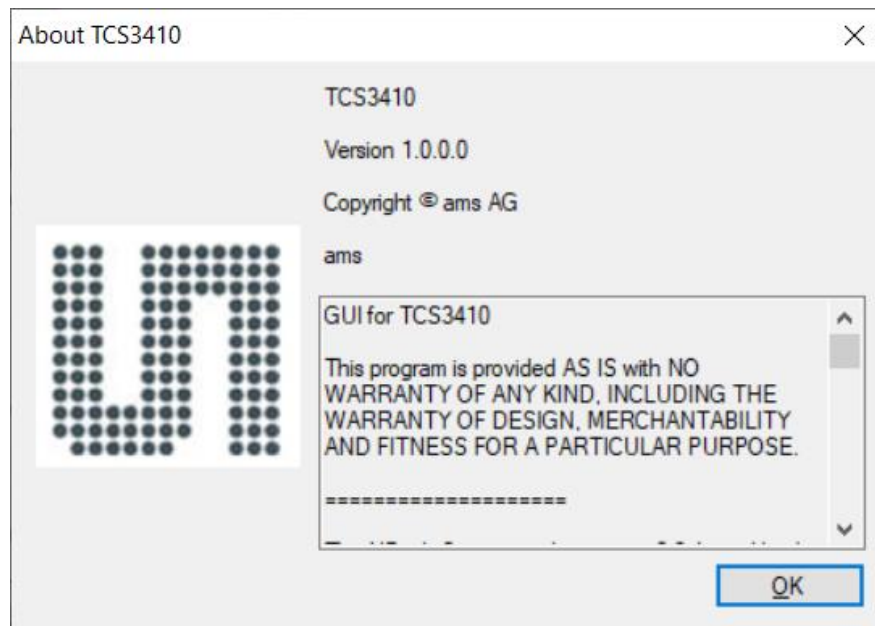 About TCS3410
TCS3410
Version 1.0.0.0
Copyright © ams AG
ams
GUI for TCS3410
This program is provided AS IS with NO
WARRANTY OF ANY KIND, INCLUDING THE
WARRANTY OF DESIGN, MERCHANTABILITY
AND FITNESS FOR A PARTICULAR PURPOSE.
====================
OK